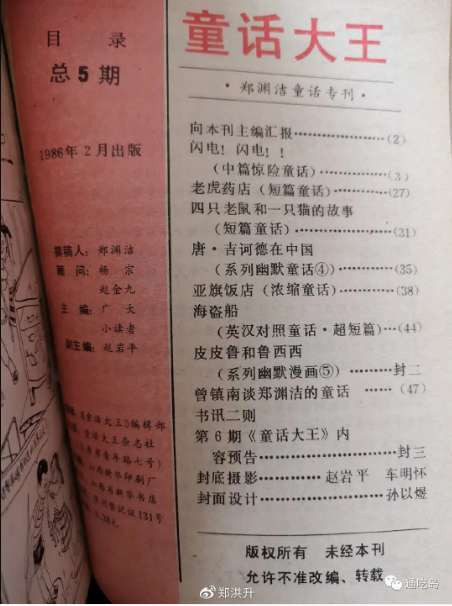 目录
总5期
1986年2月出版
撰稿人：郑渊洁
顾问：杨宗
赵金九
主编：广大
小读者
副主编：赵岩平
童话大王
·郑渊洁童话专刊·
向本刊主编汇报……………(2)
闪电！闪电！！
（中篇惊险童话）…………(3)
老虎药店（短篇童话）……(27)
四只老鼠和一只猫的故事
（短篇童话）………………(31)
唐·吉诃德在中国
（系列幽默童话④）………(35)
亚旗饭店（浓缩童话）……(38)
海盗船
（英汉对照童话·超短篇）…(44)
皮皮鲁和鲁西西
（系列幽默漫画⑤）………封二
曾镇南谈郑渊洁的童话……(47)
书讯二则
第6期《童话大王》内
容预告………………………封三
封底摄影…………赵岩平 车明怀
封面设计…………………孙以煜
版权所有 未经本刊
允许不准改编、转载
郑洪升
通吃岛